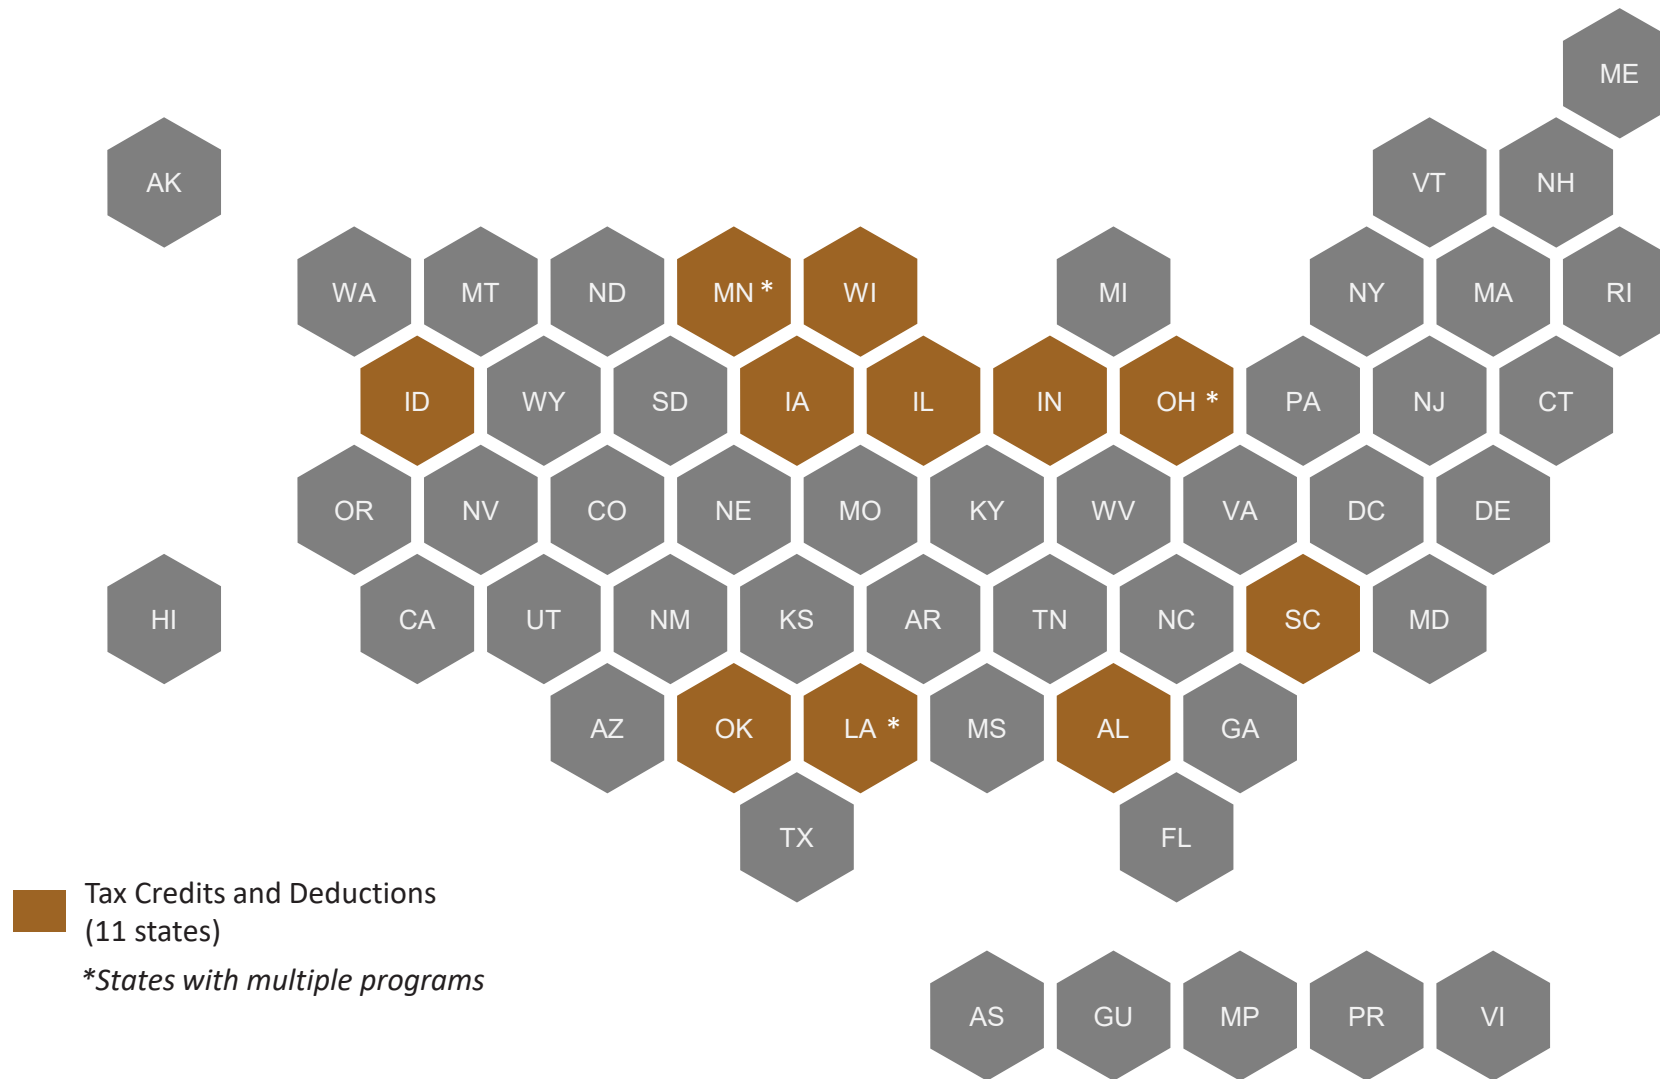 ME
AK
VT
NH
WA
MT
ND
MN *
WI
MI
NY
MA
RI
ID
WY
SD
IA
IL
IN
OH *
PA
NJ
CT
OR
NV
CO
NE
MO
KY
WV
VA
DC
DE
HI
CA
UT
NM
KS
AR
TN
NC
SC
MD
AZ
OK
LA *
MS
AL
GA
TX
FL
Tax Credits and Deductions
(11 states)
*States with multiple programs
AS
GU
MP
PR
VI